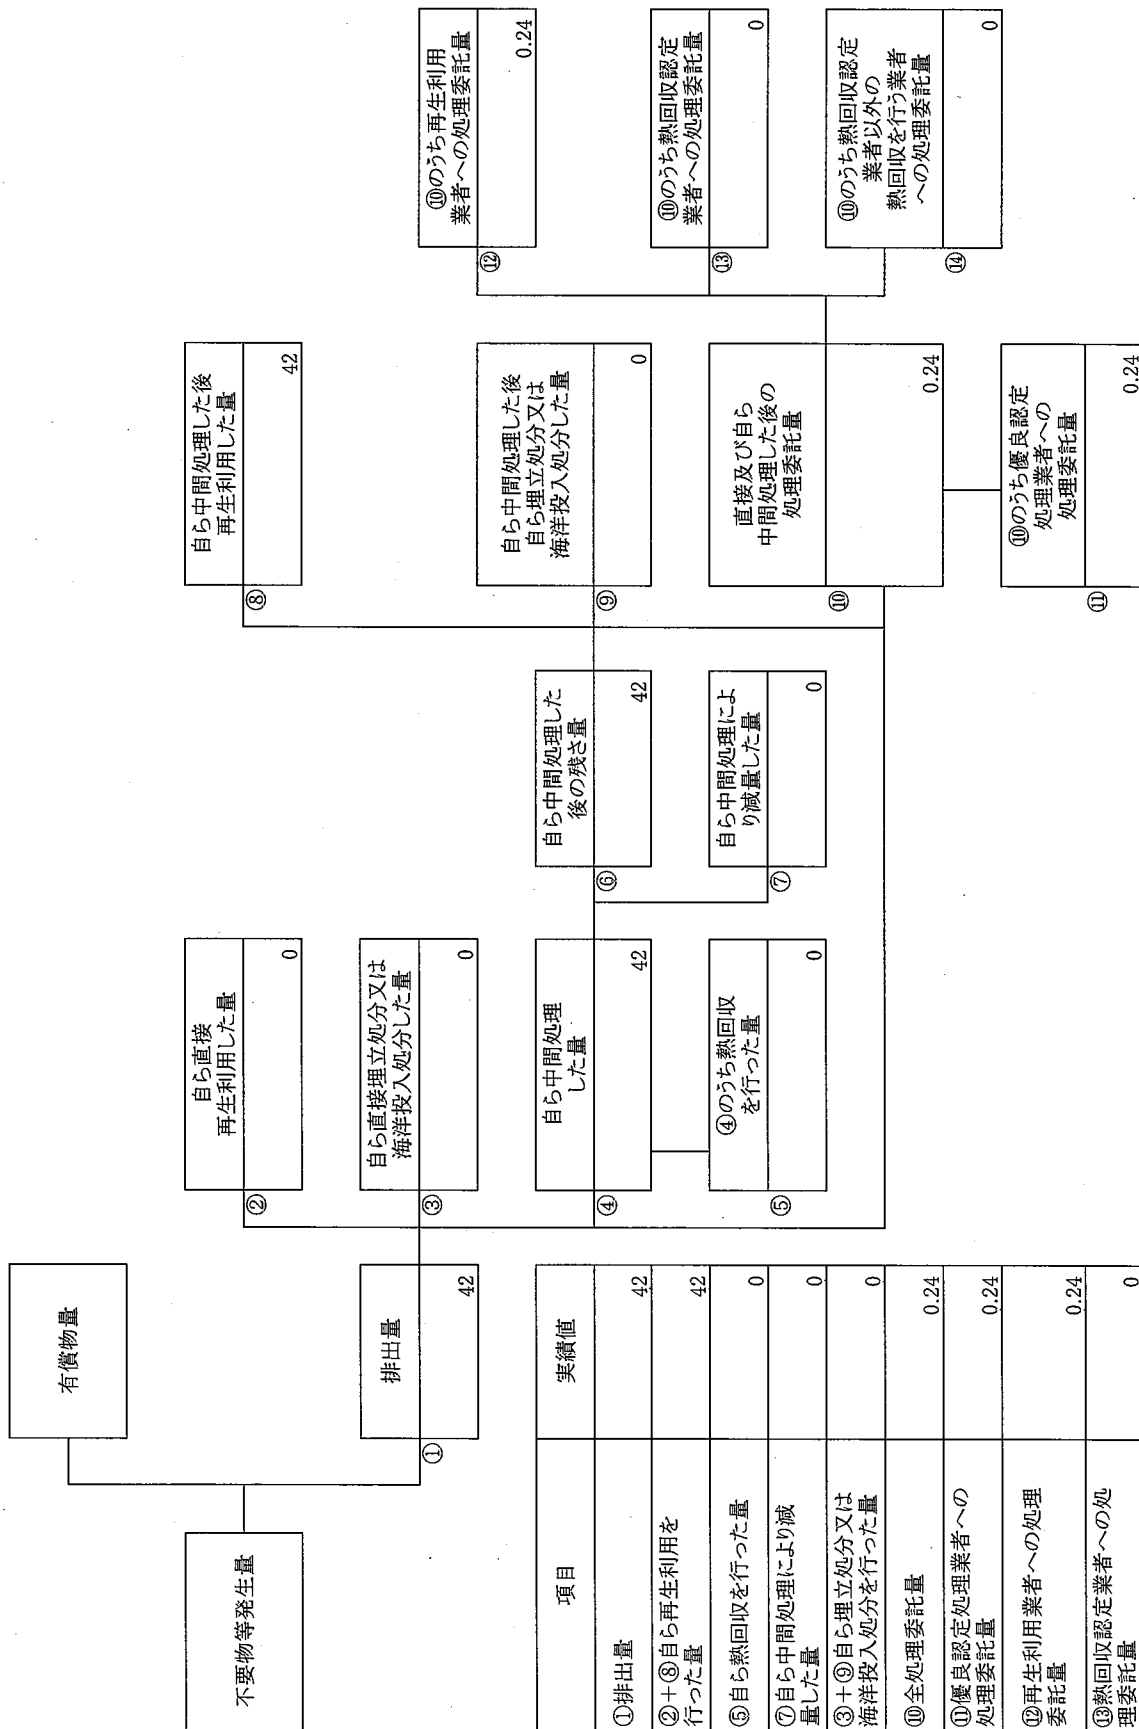 不要物等発生量
有償物量
①
排出量
42
②
自ら直接
再生利用した量
0
③
自ら直接埋立処分又は
海洋投入処分した量
0
④
自ら中間処理
した量
42
⑤
④のうち熱回収
を行った量
0
⑥
自ら中間処理した
後の残さ量
42
⑦
自ら中間処理によ
り減量した量
0
⑧
自ら中間処理した後
再生利用した量
42
⑨
自ら中間処理した後
自ら埋立処分又は
海洋投入処分した量
0
⑩
直接及び自ら
中間処理した後の
処理委託量
0.24
⑪
⑩のうち優良認定
処理業者への
処理委託量
0.24
⑫
⑩のうち再生利用
業者への処理委託量
0.24
⑬
⑩のうち熱回収認定
業者への処理委託量
0
⑭
⑩のうち熱回収認定
業者以外の
熱回収を行う業者
への処理委託量
0
項目
実績値
①排出量
42
②+⑧自ら再生利用を
行った量
42
⑤自ら熱回収を行った量
0
⑦自ら中間処理により減
量した量
0
③+⑨自ら埋立処分又は
海洋投入処分を行った量
0
⑩全処理委託量
0.24
⑪優良認定処理業者への
処理委託量
0.24
⑫再生利用業者への処理
委託量
0.24
⑬熱回収認定業者への処
理委託量
0